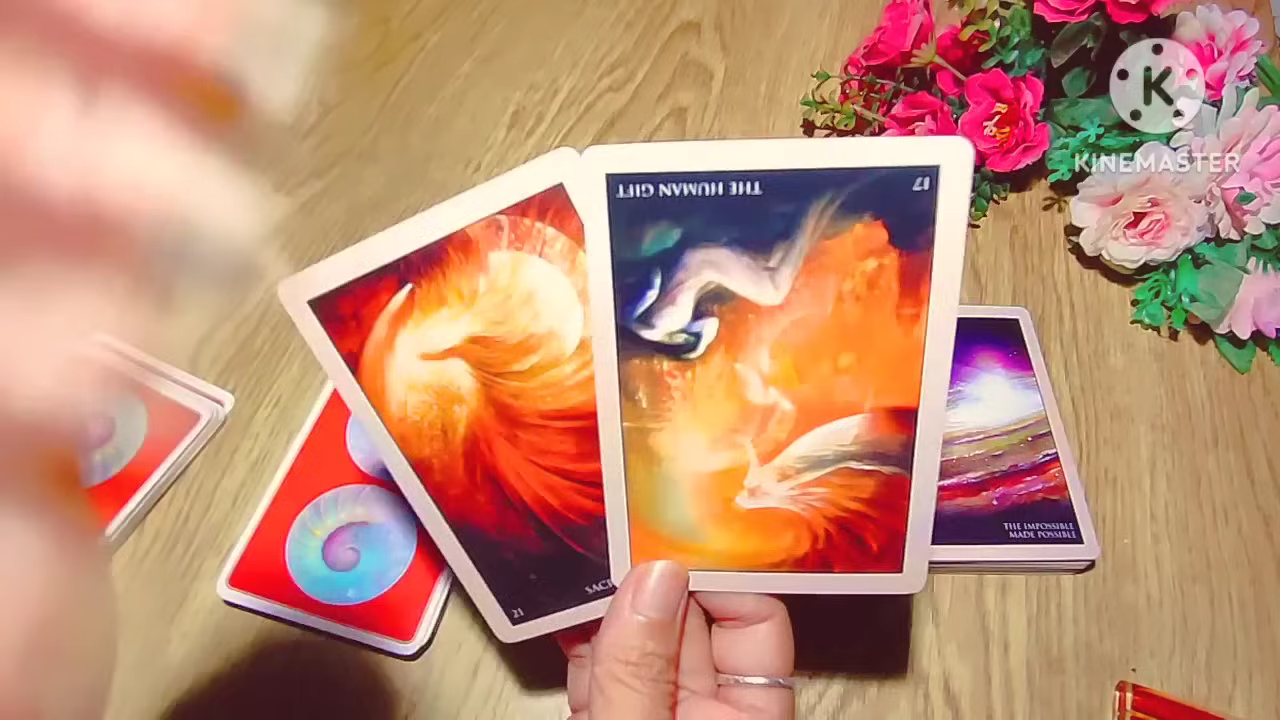 K
KINEMASTER
17
THE HUMAN GIFT
21
THE IMPOSSIBLE
MADE POSSIBLE